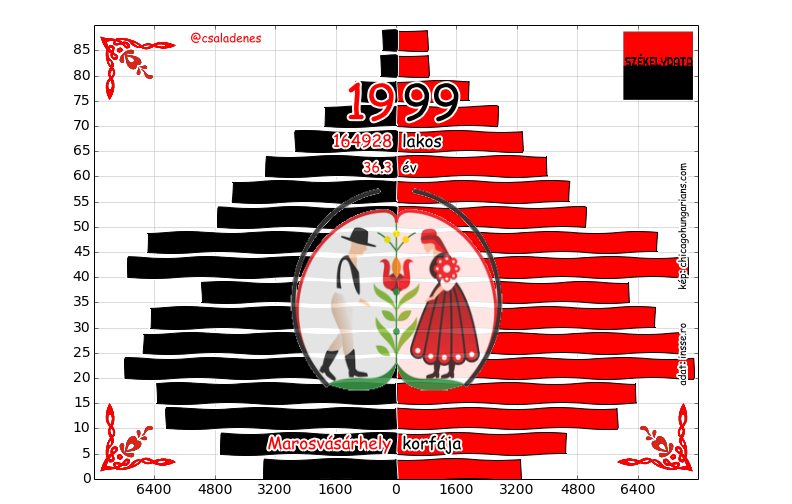 @csaladenes
SZÉKELYDATA
1999
164928 lakos
36.3 év
kép: chicagohungarians.com
adat: insse.ro
Marosvásárhely korfája
85
80
75
70
65
60
55
50
45
40
35
30
25
20
15
10
5
0
6400 4800 3200 1600 0 1600 3200 4800 6400